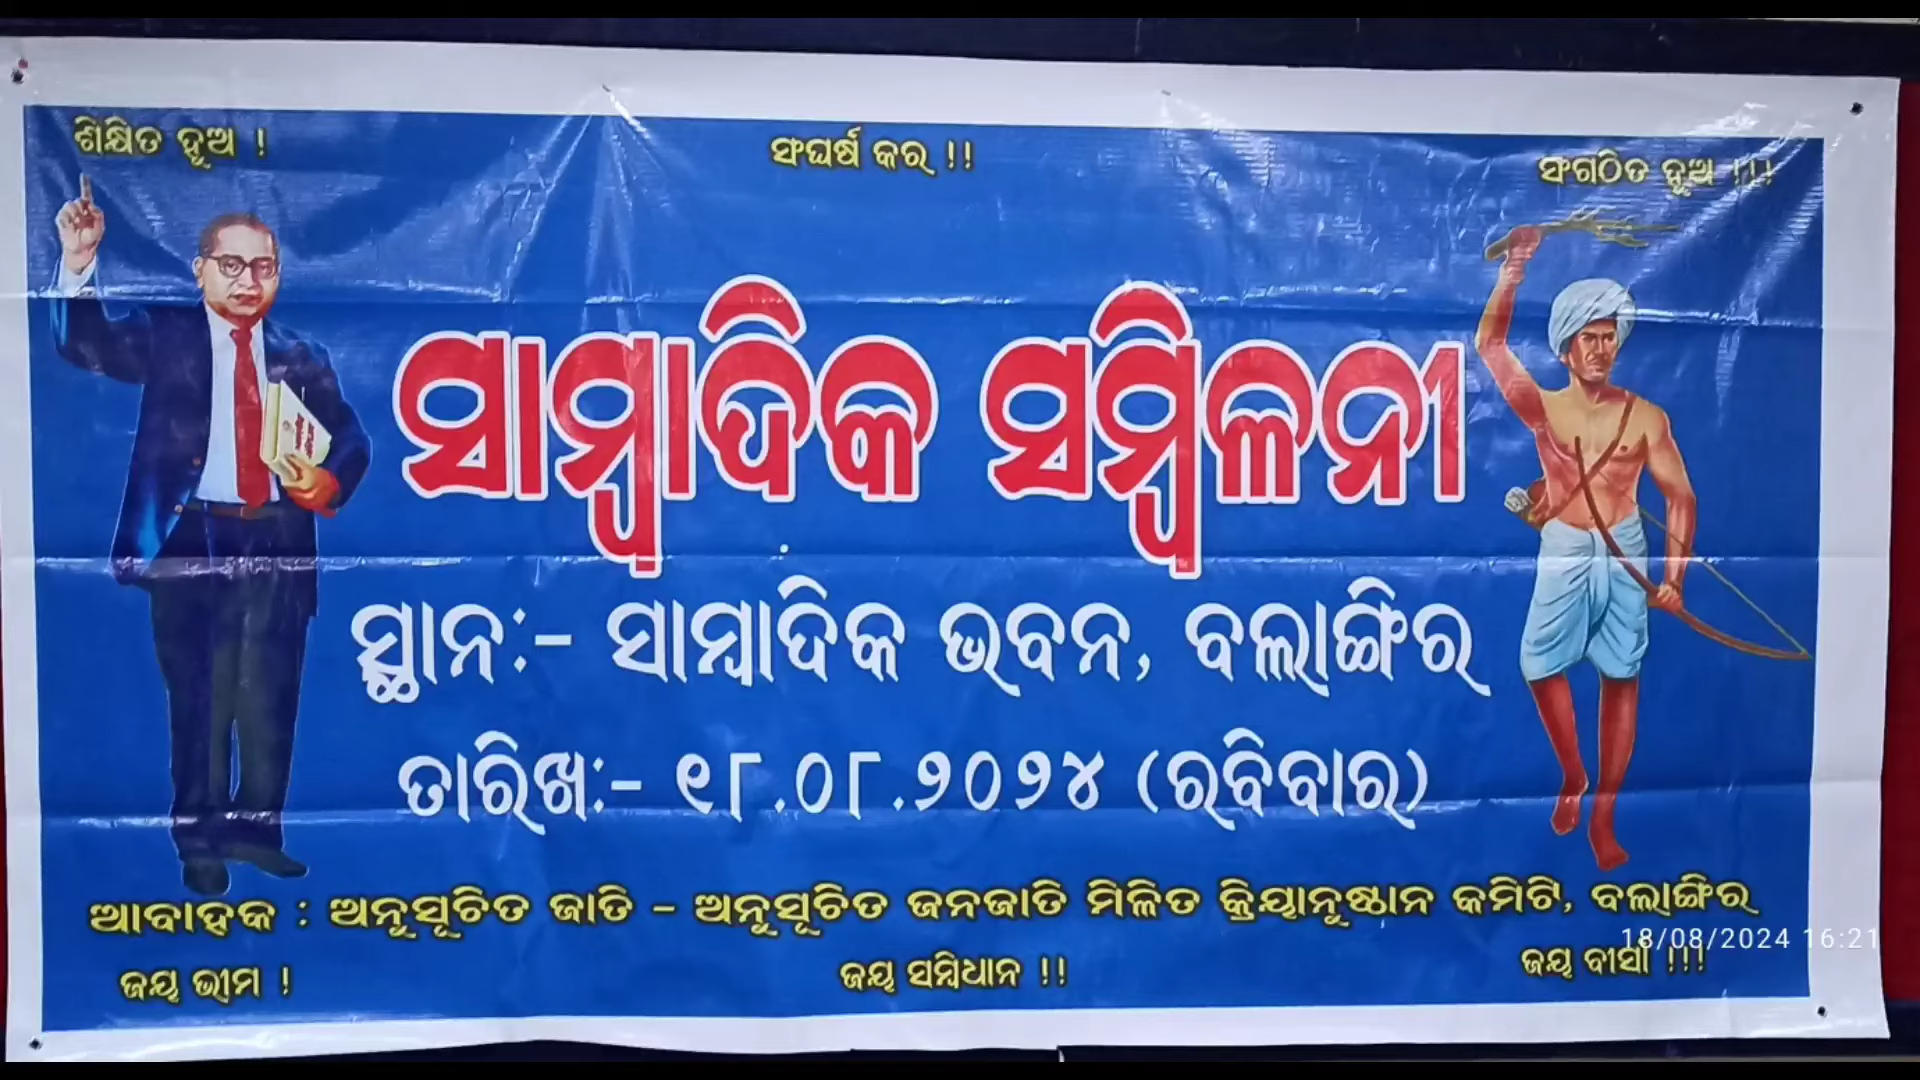 ଶିକ୍ଷିତ ହୁଅ ! ସଂଘର୍ଷ କର !! ସଂଗଠିତ ହୁଅ !!!
ସାମ୍ବାଦିକ ସମ୍ମିଳନୀ
ସ୍ଥାନ:- ସାମ୍ବାଦିକ ଭବନ, ବଲାଙ୍ଗିର
ତାରିଖ:- ୧୮.୦୮.୨୦୨୪ (ରବିବାର)
ଆବାହକ : ଅନୁସୂଚିତ ଜାତି - ଅନୁସୂଚିତ ଜନଜାତି ମିଳିତ କ୍ରିୟାନୁଷ୍ଠାନ କମିଟି, ବଲାଙ୍ଗିର
18/08/2024 16:21
ଜୟ ଭୀମ ! ଜୟ ସମ୍ବିଧାନ !! ଜୟ ବୀର୍ସା !!!